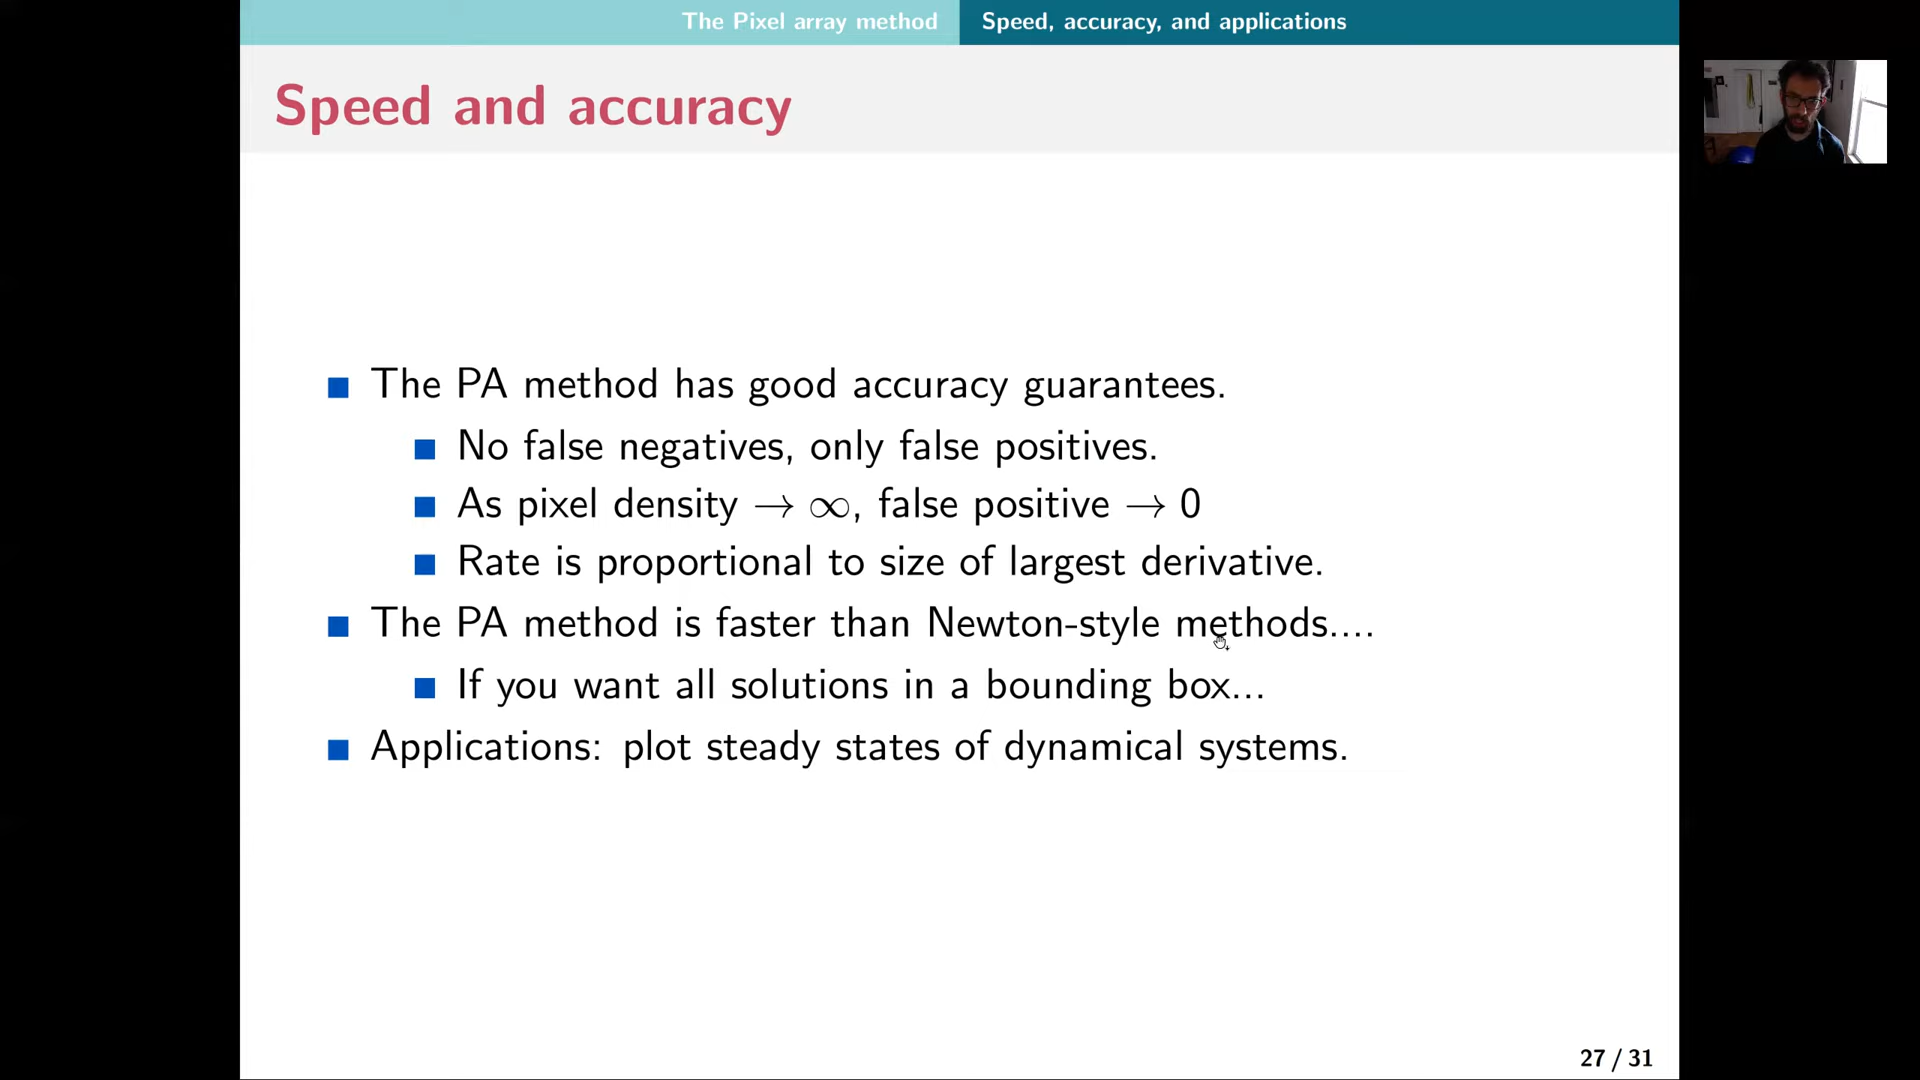 The Pixel array method
Speed, accuracy, and applications
Speed and accuracy
The PA method has good accuracy guarantees.
No false negatives, only false positives.
As pixel density → ∞, false positive → 0
Rate is proportional to size of largest derivative.
The PA method is faster than Newton-style methods....
If you want all solutions in a bounding box...
Applications: plot steady states of dynamical systems.
27 / 31